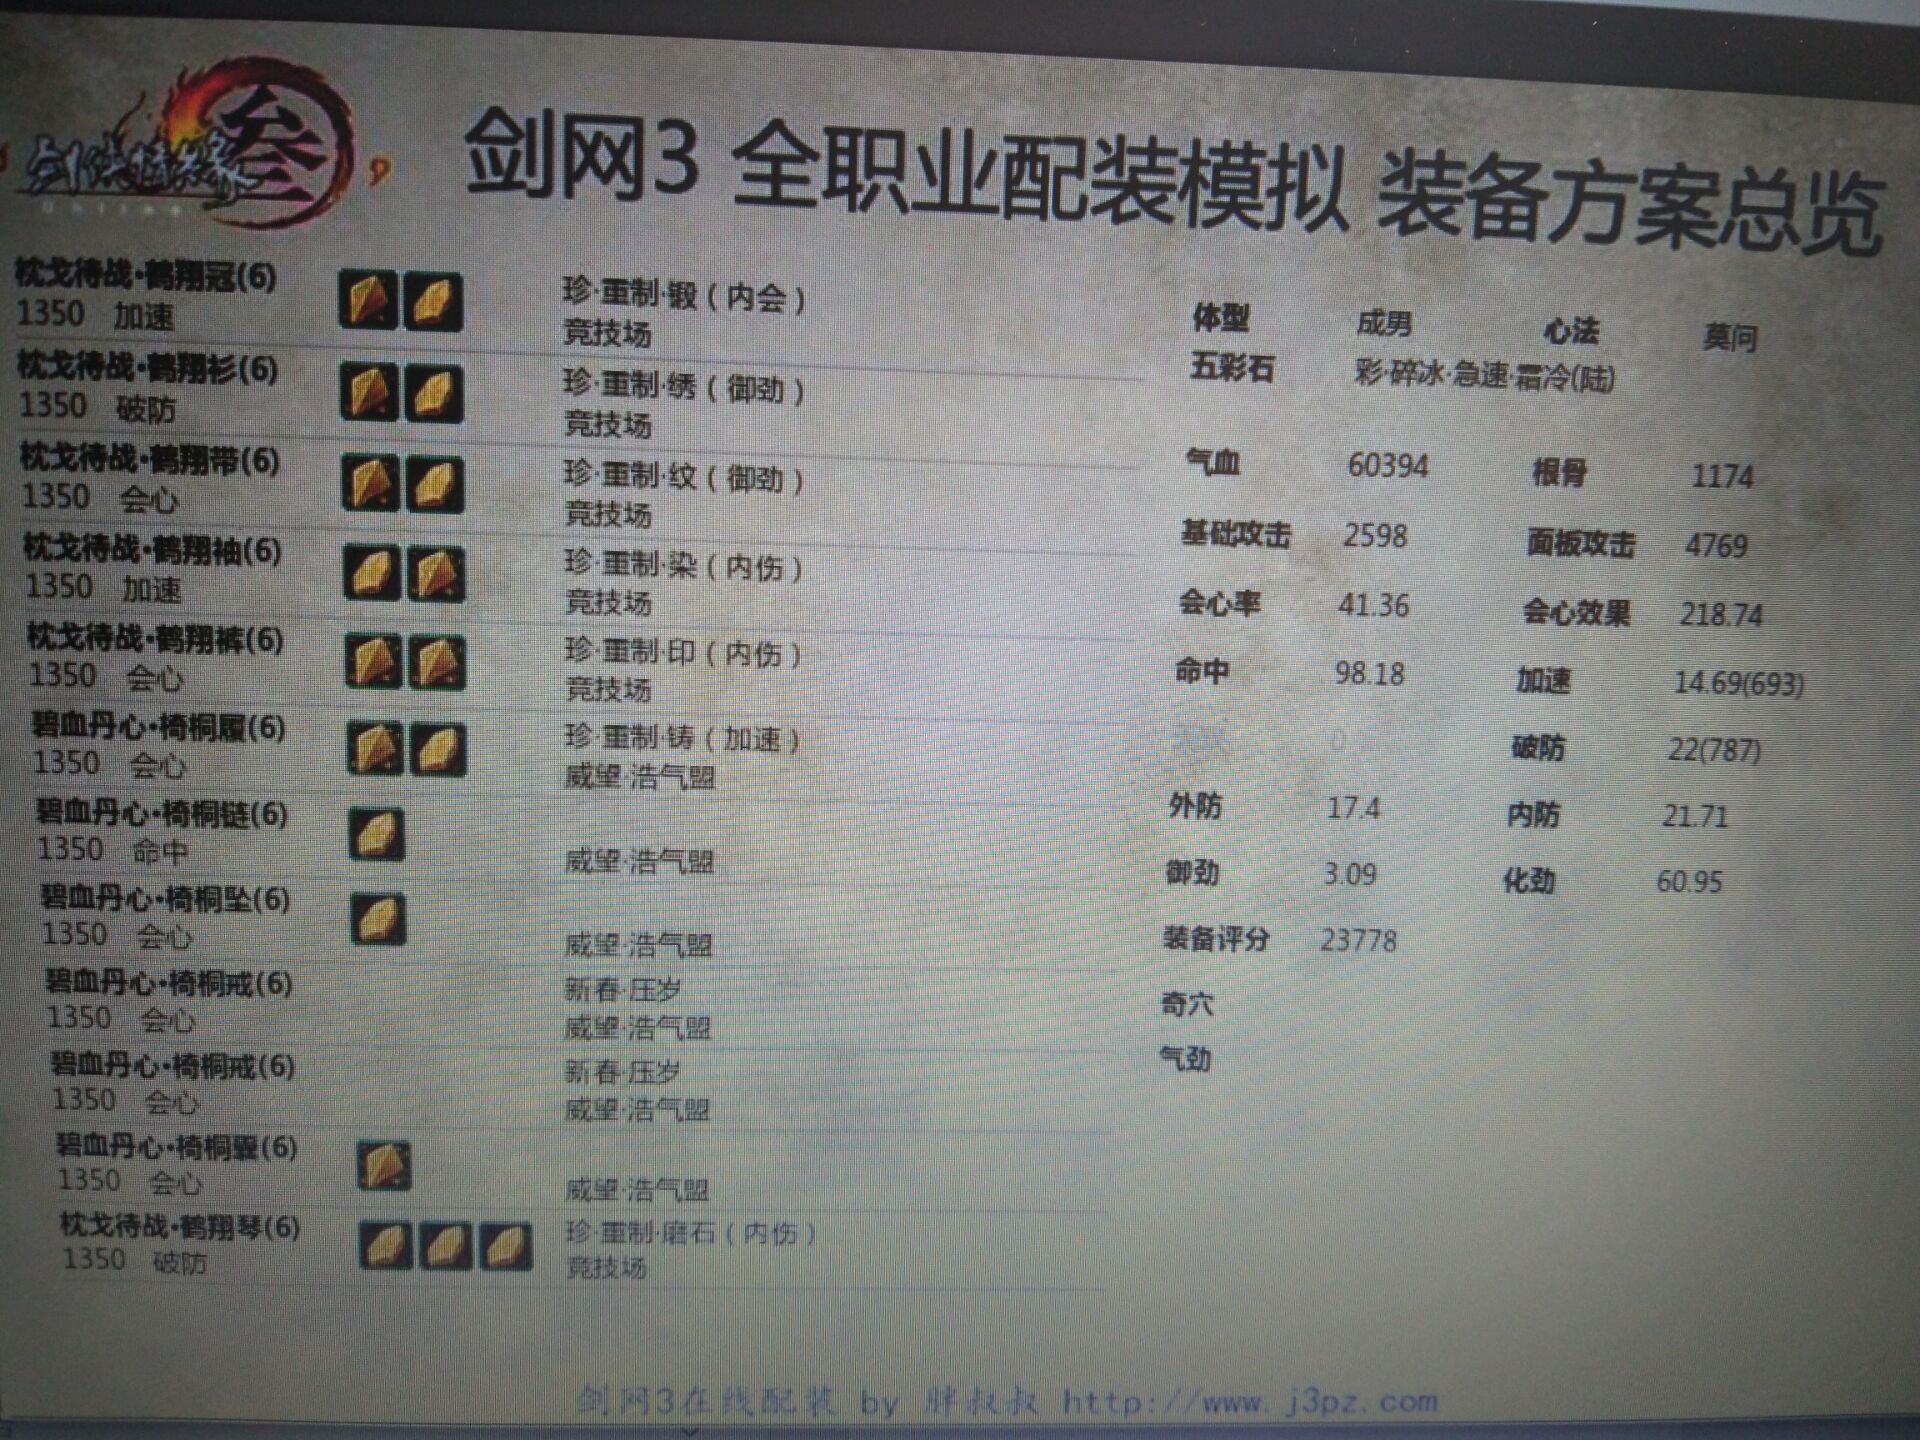 剑侠情缘 叁
Online
剑网3 全职业配装模拟 装备方案总览
枕戈待战·鹤翔冠(6)
1350 加速
珍·重制·锻（内会）
竞技场
枕戈待战·鹤翔衫(6)
1350 破防
珍·重制·绣（御劲）
竞技场
枕戈待战·鹤翔带(6)
1350 会心
珍·重制·纹（御劲）
竞技场
枕戈待战·鹤翔袖(6)
1350 加速
珍·重制·染（内伤）
竞技场
枕戈待战·鹤翔裤(6)
1350 会心
珍·重制·印（内伤）
竞技场
碧血丹心·椅桐履(6)
1350 会心
珍·重制·铸（加速）
威望·浩气盟
碧血丹心·椅桐链(6)
1350 命中
威望·浩气盟
碧血丹心·椅桐坠(6)
1350 会心
威望·浩气盟
碧血丹心·椅桐戒(6)
1350 会心
新春·压岁
威望·浩气盟
碧血丹心·椅桐戒(6)
1350 会心
新春·压岁
威望·浩气盟
碧血丹心·椅桐囊(6)
1350 会心
威望·浩气盟
枕戈待战·鹤翔琴(6)
1350 破防
珍·重制·磨石（内伤）
竞技场
体型 成男 心法 莫问
五彩石 彩·碎冰·急速·霜冷(陆)
气血 60394 根骨 1174
基础攻击 2598 面板攻击 4769
会心率 41.36 会心效果 218.74
命中 98.18 加速 14.69(693)
0 破防 22(787)
外防 17.4 内防 21.71
御劲 3.09 化劲 60.95
装备评分 23778
奇穴
气劲
剑网3在线配装 by 胖叔叔 http://www.j3pz.com